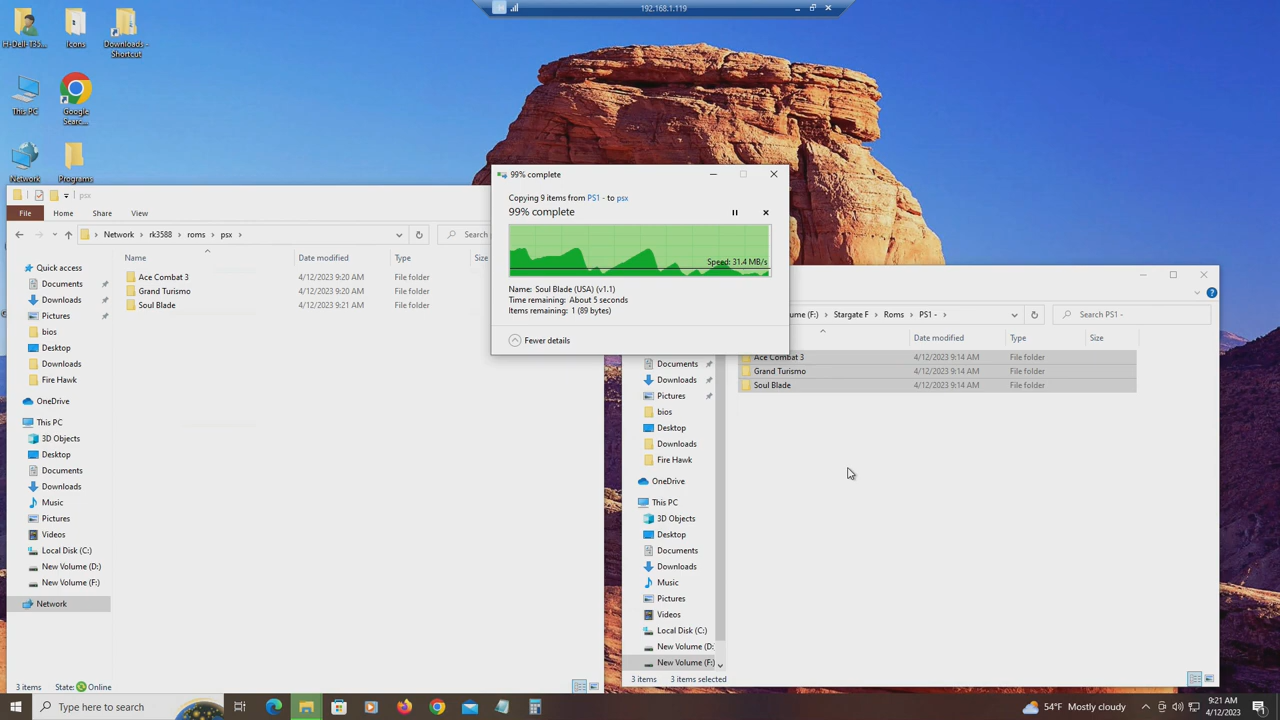 192.168.1.119
H: Dell-T35...
Icons
Downloads - Shortcut
This PC
Google Searc...
Network
Programs
99% complete
Copying 9 items from PS1 - to psx
99% complete
Speed: 31.4 MB/s
Name: Soul Blade (USA) (v1.1)
Time remaining: About 5 seconds
Items remaining: 1 (89 bytes)
Fewer details
psx
File Home Share View
Network > rk3588 > roms > psx >
Search
Name Date modified Type Size
Ace Combat 3 4/12/2023 9:20 AM File folder
Grand Turismo 4/12/2023 9:20 AM File folder
Soul Blade 4/12/2023 9:21 AM File folder
Quick access
Documents
Downloads
Pictures
bios
Desktop
Downloads
Fire Hawk
OneDrive
This PC
3D Objects
Desktop
Documents
Downloads
Music
Pictures
Videos
Local Disk (C:)
New Volume (D:)
New Volume (F:)
Network
3 items State: Online
lume (F:) > Stargate F > Roms > PS1 - >
Search PS1 -
Date modified Type Size
Ace Combat 3 4/12/2023 9:14 AM File folder
Grand Turismo 4/12/2023 9:14 AM File folder
Soul Blade 4/12/2023 9:14 AM File folder
Documents
Downloads
Pictures
bios
Desktop
Downloads
Fire Hawk
OneDrive
This PC
3D Objects
Desktop
Documents
Downloads
Music
Pictures
Videos
Local Disk (C:)
New Volume (D:
New Volume (F:)
3 items 3 items selected
Type here to search
54°F Mostly cloudy
9:21 AM
4/12/2023
1